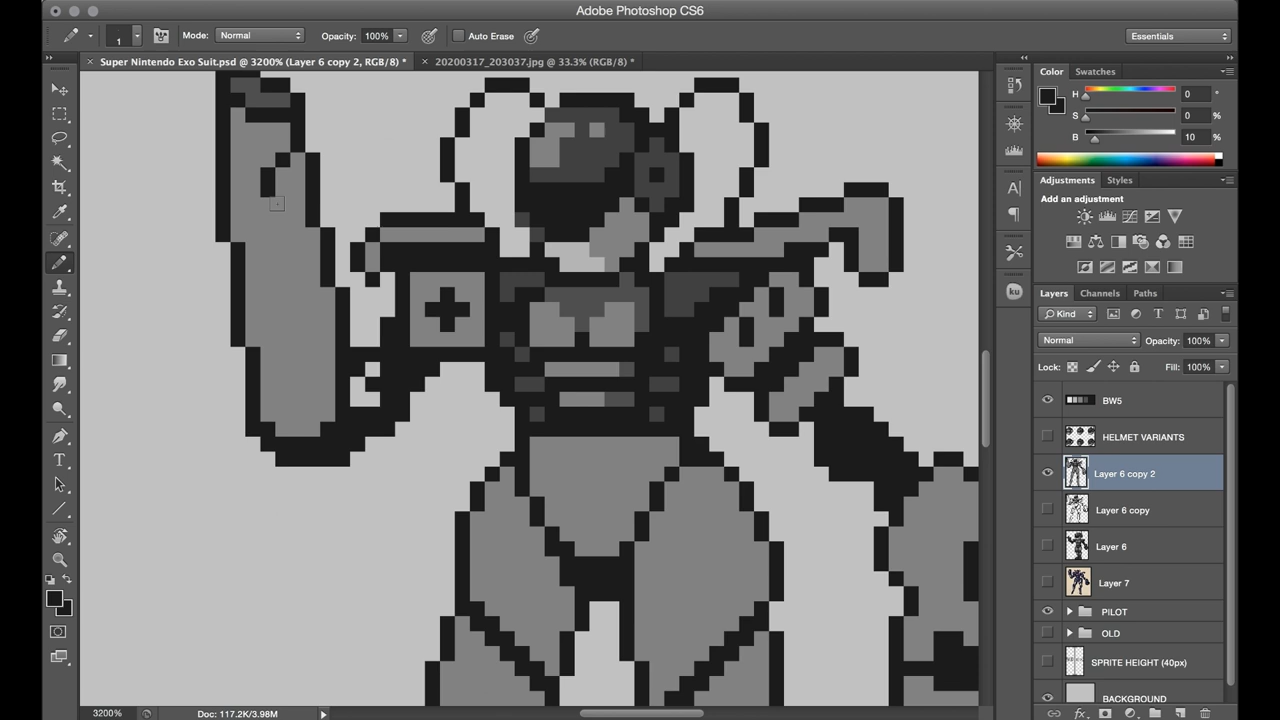 Adobe Photoshop CS6
1
Mode: Normal
Opacity: 100%
Auto Erase
Essentials
× Super Nintendo Exo Suit.psd @ 3200% (Layer 6 copy 2, RGB/8) *
× 20200317_203037.jpg @ 33.3% (RGB/8) *
Color
Swatches
H
0
°
S
0
%
B
10
%
Adjustments
Styles
Add an adjustment
ku
Layers
Channels
Paths
Kind
Normal
Opacity: 100%
Lock:
Fill: 100%
BW5
HELMET VARIANTS
Layer 6 copy 2
Layer 6 copy
Layer 6
Layer 7
PILOT
OLD
SPRITE HEIGHT (40px)
BACKGROUND
fx
3200%
Doc: 117.2K/3.98M